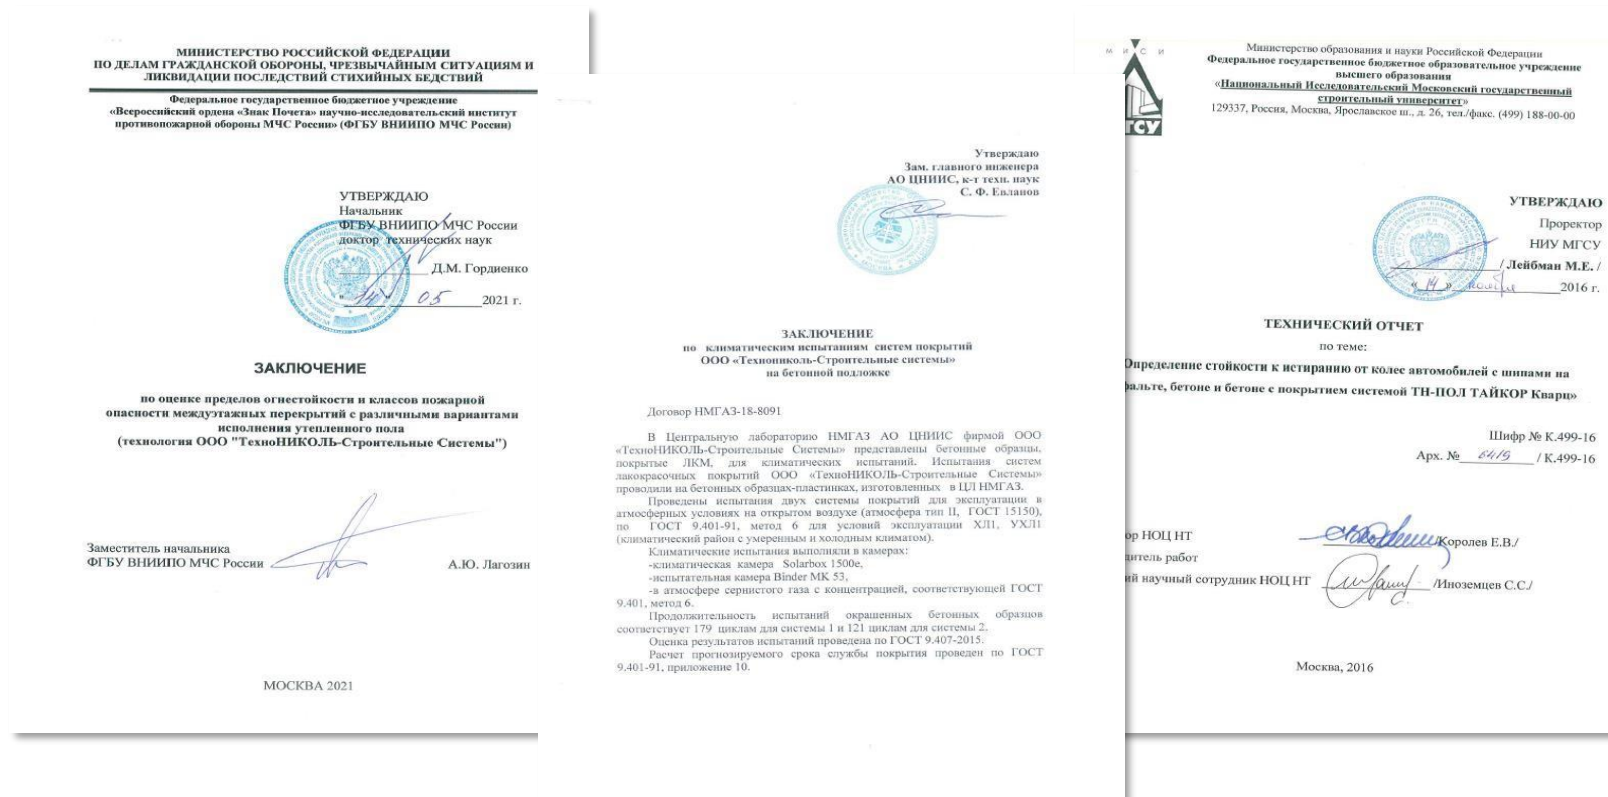 МИНИСТЕРСТВО РОССИЙСКОЙ ФЕДЕРАЦИИ
ПО ДЕЛАМ ГРАЖДАНСКОЙ ОБОРОНЫ, ЧРЕЗВЫЧАЙНЫМ СИТУАЦИЯМ И
ЛИКВИДАЦИИ ПОСЛЕДСТВИЙ СТИХИЙНЫХ БЕДСТВИЙ
Федеральное государственное бюджетное учреждение
«Всероссийский ордена «Знак Почета» научно-исследовательский институт
противопожарной обороны МЧС России» (ФГБУ ВНИИПО МЧС России)
УТВЕРЖДАЮ
Начальник
ФГБУ ВНИИПО МЧС России
доктор технических наук
Д.М. Гордиенко
"14" 05 2021 г.
ЗАКЛЮЧЕНИЕ
по оценке пределов огнестойкости и классов пожарной
опасности междуэтажных перекрытий с различными вариантами
исполнения утепленного пола
(технология ООО "ТехноНИКОЛЬ-Строительные Системы")
Заместитель начальника
ФГБУ ВНИИПО МЧС России
А.Ю. Лагозин
МОСКВА 2021
Утверждаю
Зам. главного инженера
АО ЦНИИС, к-т техн. наук
С. Ф. Евланов
ЗАКЛЮЧЕНИЕ
по климатическим испытаниям систем покрытий
ООО «Технониколь-Строительные системы»
на бетонной подложке
Договор НМГАЗ-18-8091
В Центральную лабораторию НМГАЗ АО ЦНИИС фирмой ООО
«ТехноНИКОЛЬ-Строительные Системы» представлены бетонные образцы,
покрытые ЛКМ, для климатических испытаний. Испытания систем
лакокрасочных покрытий ООО «ТехноНИКОЛЬ-Строительные Системы»
проводили на бетонных образцах-пластинках, изготовленных в ЦЛ НМГАЗ.
Проведены испытания двух системы покрытий для эксплуатации в
атмосферных условиях на открытом воздухе (атмосфера тип II, ГОСТ 15150),
по ГОСТ 9.401-91, метод 6 для условий эксплуатации ХЛ1, УХЛ1
(климатический район с умеренным и холодным климатом).
Климатические испытания выполняли в камерах:
-климатическая камера Solarbox 1500e,
-испытательная камера Binder MK 53,
-в атмосфере сернистого газа с концентрацией, соответствующей ГОСТ
9.401, метод 6.
Продолжительность испытаний окрашенных бетонных образцов
соответствует 179 циклам для системы 1 и 121 циклам для системы 2.
Оценка результатов испытаний проведена по ГОСТ 9.407-2015.
Расчет прогнозируемого срока службы покрытия проведен по ГОСТ
9.401-91, приложение 10.
М И С И
ГСУ
Министерство образования и науки Российской Федерации
Федеральное государственное бюджетное образовательное учреждение
высшего образования
«Национальный Исследовательский Московский государственный
строительный университет»
129337, Россия, Москва, Ярославское ш., д. 26, тел./факс. (499) 188-00-00
УТВЕРЖДАЮ
Проректор
НИУ МГСУ
/ Лейбман М.Е. /
« 14 » ноября 2016 г.
ТЕХНИЧЕСКИЙ ОТЧЕТ
по теме:
Определение стойкости к истиранию от колес автомобилей с шипами на
фальте, бетоне и бетоне с покрытием системой ТН-ПОЛ ТАЙКОР Кварц»
Шифр № К.499-16
Арх. № 6419 / К.499-16
ор НОЦ НТ /Королев Е.В./
дитель работ
ий научный сотрудник НОЦ НТ /Иноземцев С.С./
Москва, 2016